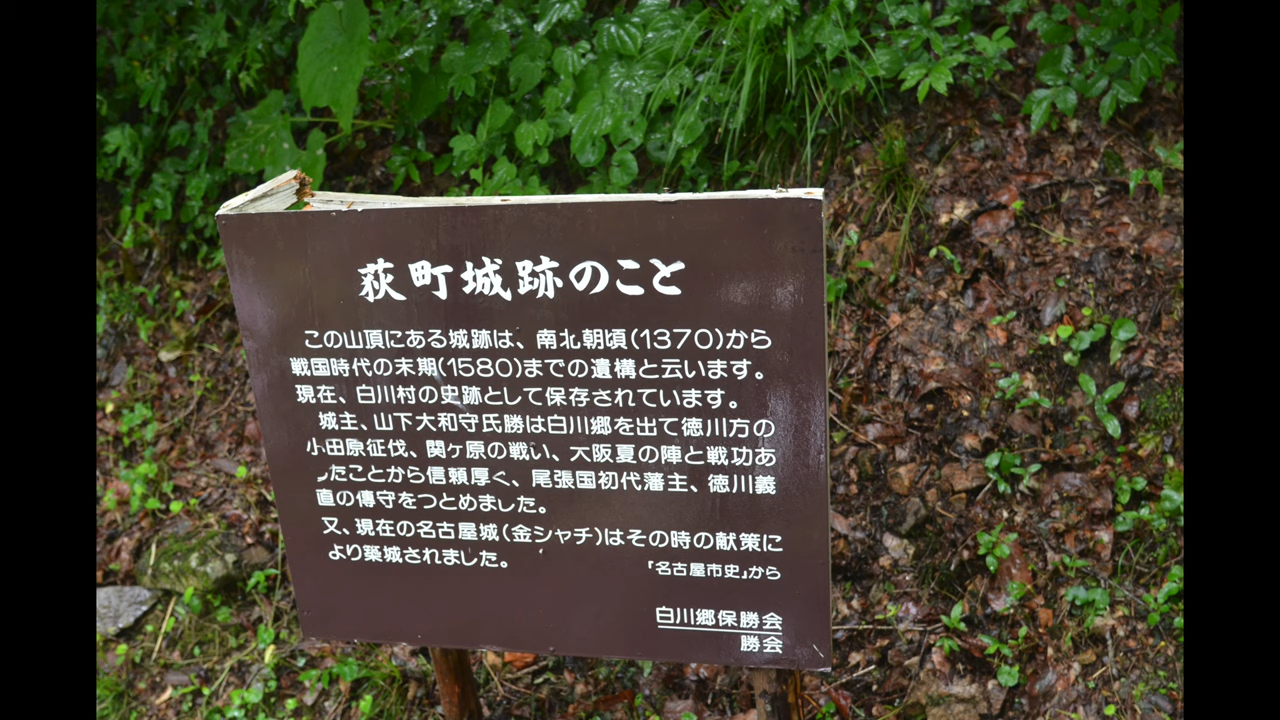 荻町城跡のこと
この山頂にある城跡は、南北朝頃(1370)から
戦国時代の末期(1580)までの遺構と云います。
現在、白川村の史跡として保存されています。
城主、山下大和守氏勝は白川郷を出て徳川方の
小田原征伐、関ヶ原の戦い、大阪夏の陣と戦功あ
ったことから信頼厚く、尾張国初代藩主、徳川義
直の傳守をつとめました。
又、現在の名古屋城(金シャチ)はその時の献策に
より築城されました。
『名古屋市史』から
白川郷保勝会
勝会